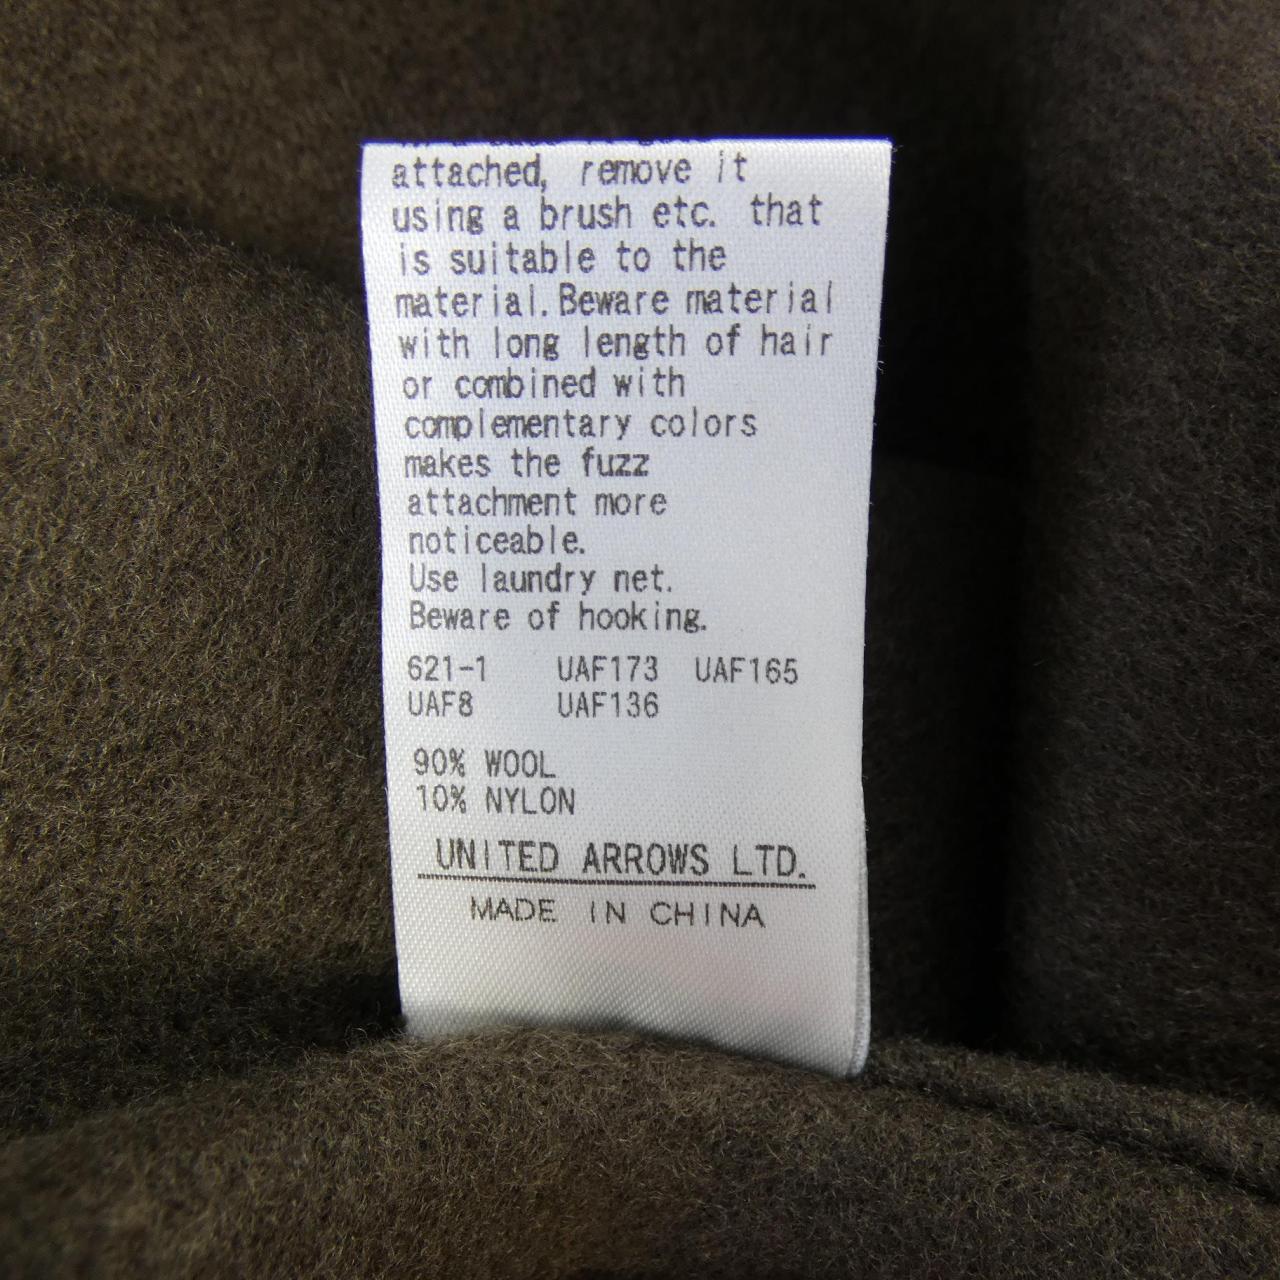 attached, remove it
using a brush etc. that
is suitable to the
material.Beware material
with long length of hair
or combined with
complementary colors
makes the fuzz
attachment more
noticeable.
Use laundry net.
Beware of hooking.
621-1 UAF173 UAF165
UAF8 UAF136
90% WOOL
10% NYLON
UNITED ARROWS LTD.
MADE IN CHINA